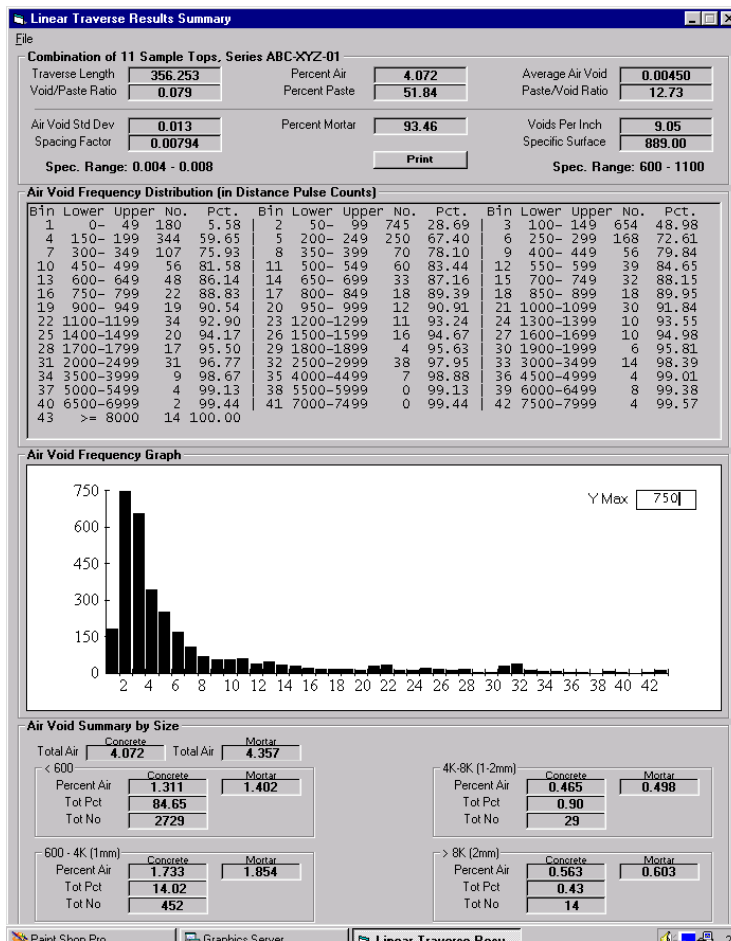 Linear Traverse Results Summary
File
Combination of 11 Sample Tops, Series ABC-XYZ-01
Traverse Length 356.253 Percent Air 4.072 Average Air Void 0.00450
Void/Paste Ratio 0.079 Percent Paste 51.84 Paste/Void Ratio 12.73
Air Void Std Dev 0.013 Percent Mortar 93.46 Voids Per Inch 9.05
Spacing Factor 0.00794 Specific Surface 889.00
Print
Spec. Range: 0.004 - 0.008 Spec. Range: 600 - 1100
Air Void Frequency Distribution (in Distance Pulse Counts)
Bin Lower Upper No. Pct. Bin Lower Upper No. Pct. Bin Lower Upper No. Pct.
1 0- 49 180 5.58 | 2 50- 99 745 28.69 | 3 100- 149 654 48.98
4 150- 199 344 59.65 | 5 200- 249 250 67.40 | 6 250- 299 168 72.61
7 300- 349 107 75.93 | 8 350- 399 70 78.10 | 9 400- 449 56 79.84
10 450- 499 56 81.58 | 11 500- 549 60 83.44 | 12 550- 599 39 84.65
13 600- 649 48 86.14 | 14 650- 699 33 87.16 | 15 700- 749 32 88.15
16 750- 799 22 88.83 | 17 800- 849 18 89.39 | 18 850- 899 18 89.95
19 900- 949 19 90.54 | 20 950- 999 12 90.91 | 21 1000-1099 30 91.84
22 1100-1199 34 92.90 | 23 1200-1299 11 93.24 | 24 1300-1399 10 93.55
25 1400-1499 20 94.17 | 26 1500-1599 16 94.67 | 27 1600-1699 10 94.98
28 1700-1799 17 95.50 | 29 1800-1899 4 95.63 | 30 1900-1999 6 95.81
31 2000-2499 31 96.77 | 32 2500-2999 38 97.95 | 33 3000-3499 14 98.39
34 3500-3999 9 98.67 | 35 4000-4499 7 98.88 | 36 4500-4999 4 99.01
37 5000-5499 4 99.13 | 38 5500-5999 0 99.13 | 39 6000-6499 8 99.38
40 6500-6999 2 99.44 | 41 7000-7499 0 99.44 | 42 7500-7999 4 99.57
43 >= 8000 14 100.00
Air Void Frequency Graph
Y Max 750
750
600
450
300
150
0
2 4 6 8 10 12 14 16 18 20 22 24 26 28 30 32 34 36 38 40 42
Air Void Summary by Size
Concrete Mortar
Total Air 4.072 Total Air 4.357
< 600
Concrete Mortar
Percent Air 1.311 1.402
Tot Pct 84.65
Tot No 2729
4K-8K (1-2mm)
Concrete Mortar
Percent Air 0.465 0.498
Tot Pct 0.90
Tot No 29
600 - 4K (1mm)
Concrete Mortar
Percent Air 1.733 1.854
Tot Pct 14.02
Tot No 452
> 8K (2mm)
Concrete Mortar
Percent Air 0.563 0.603
Tot Pct 0.43
Tot No 14
Paint Shop Pro Graphics Server Linear Traverse Resu...